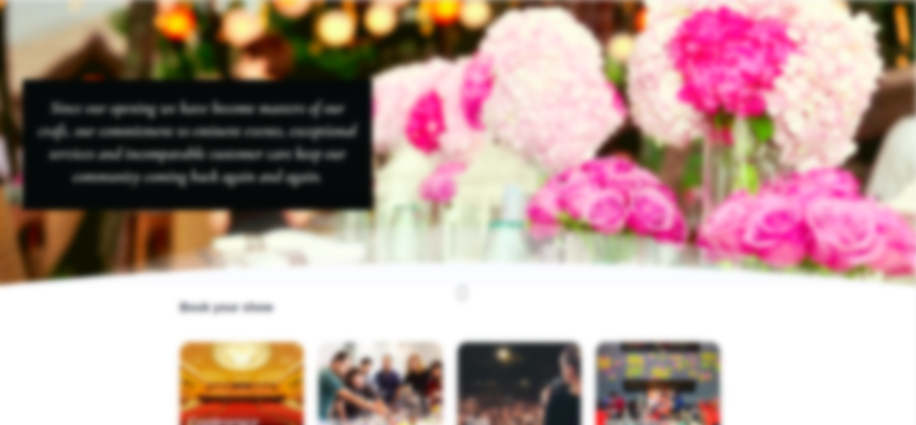 Since our opening we have become masters of our
craft, our commitment to eminent events, exceptional
services and incomparable customer care keep our
community coming back again and again.
Book your show